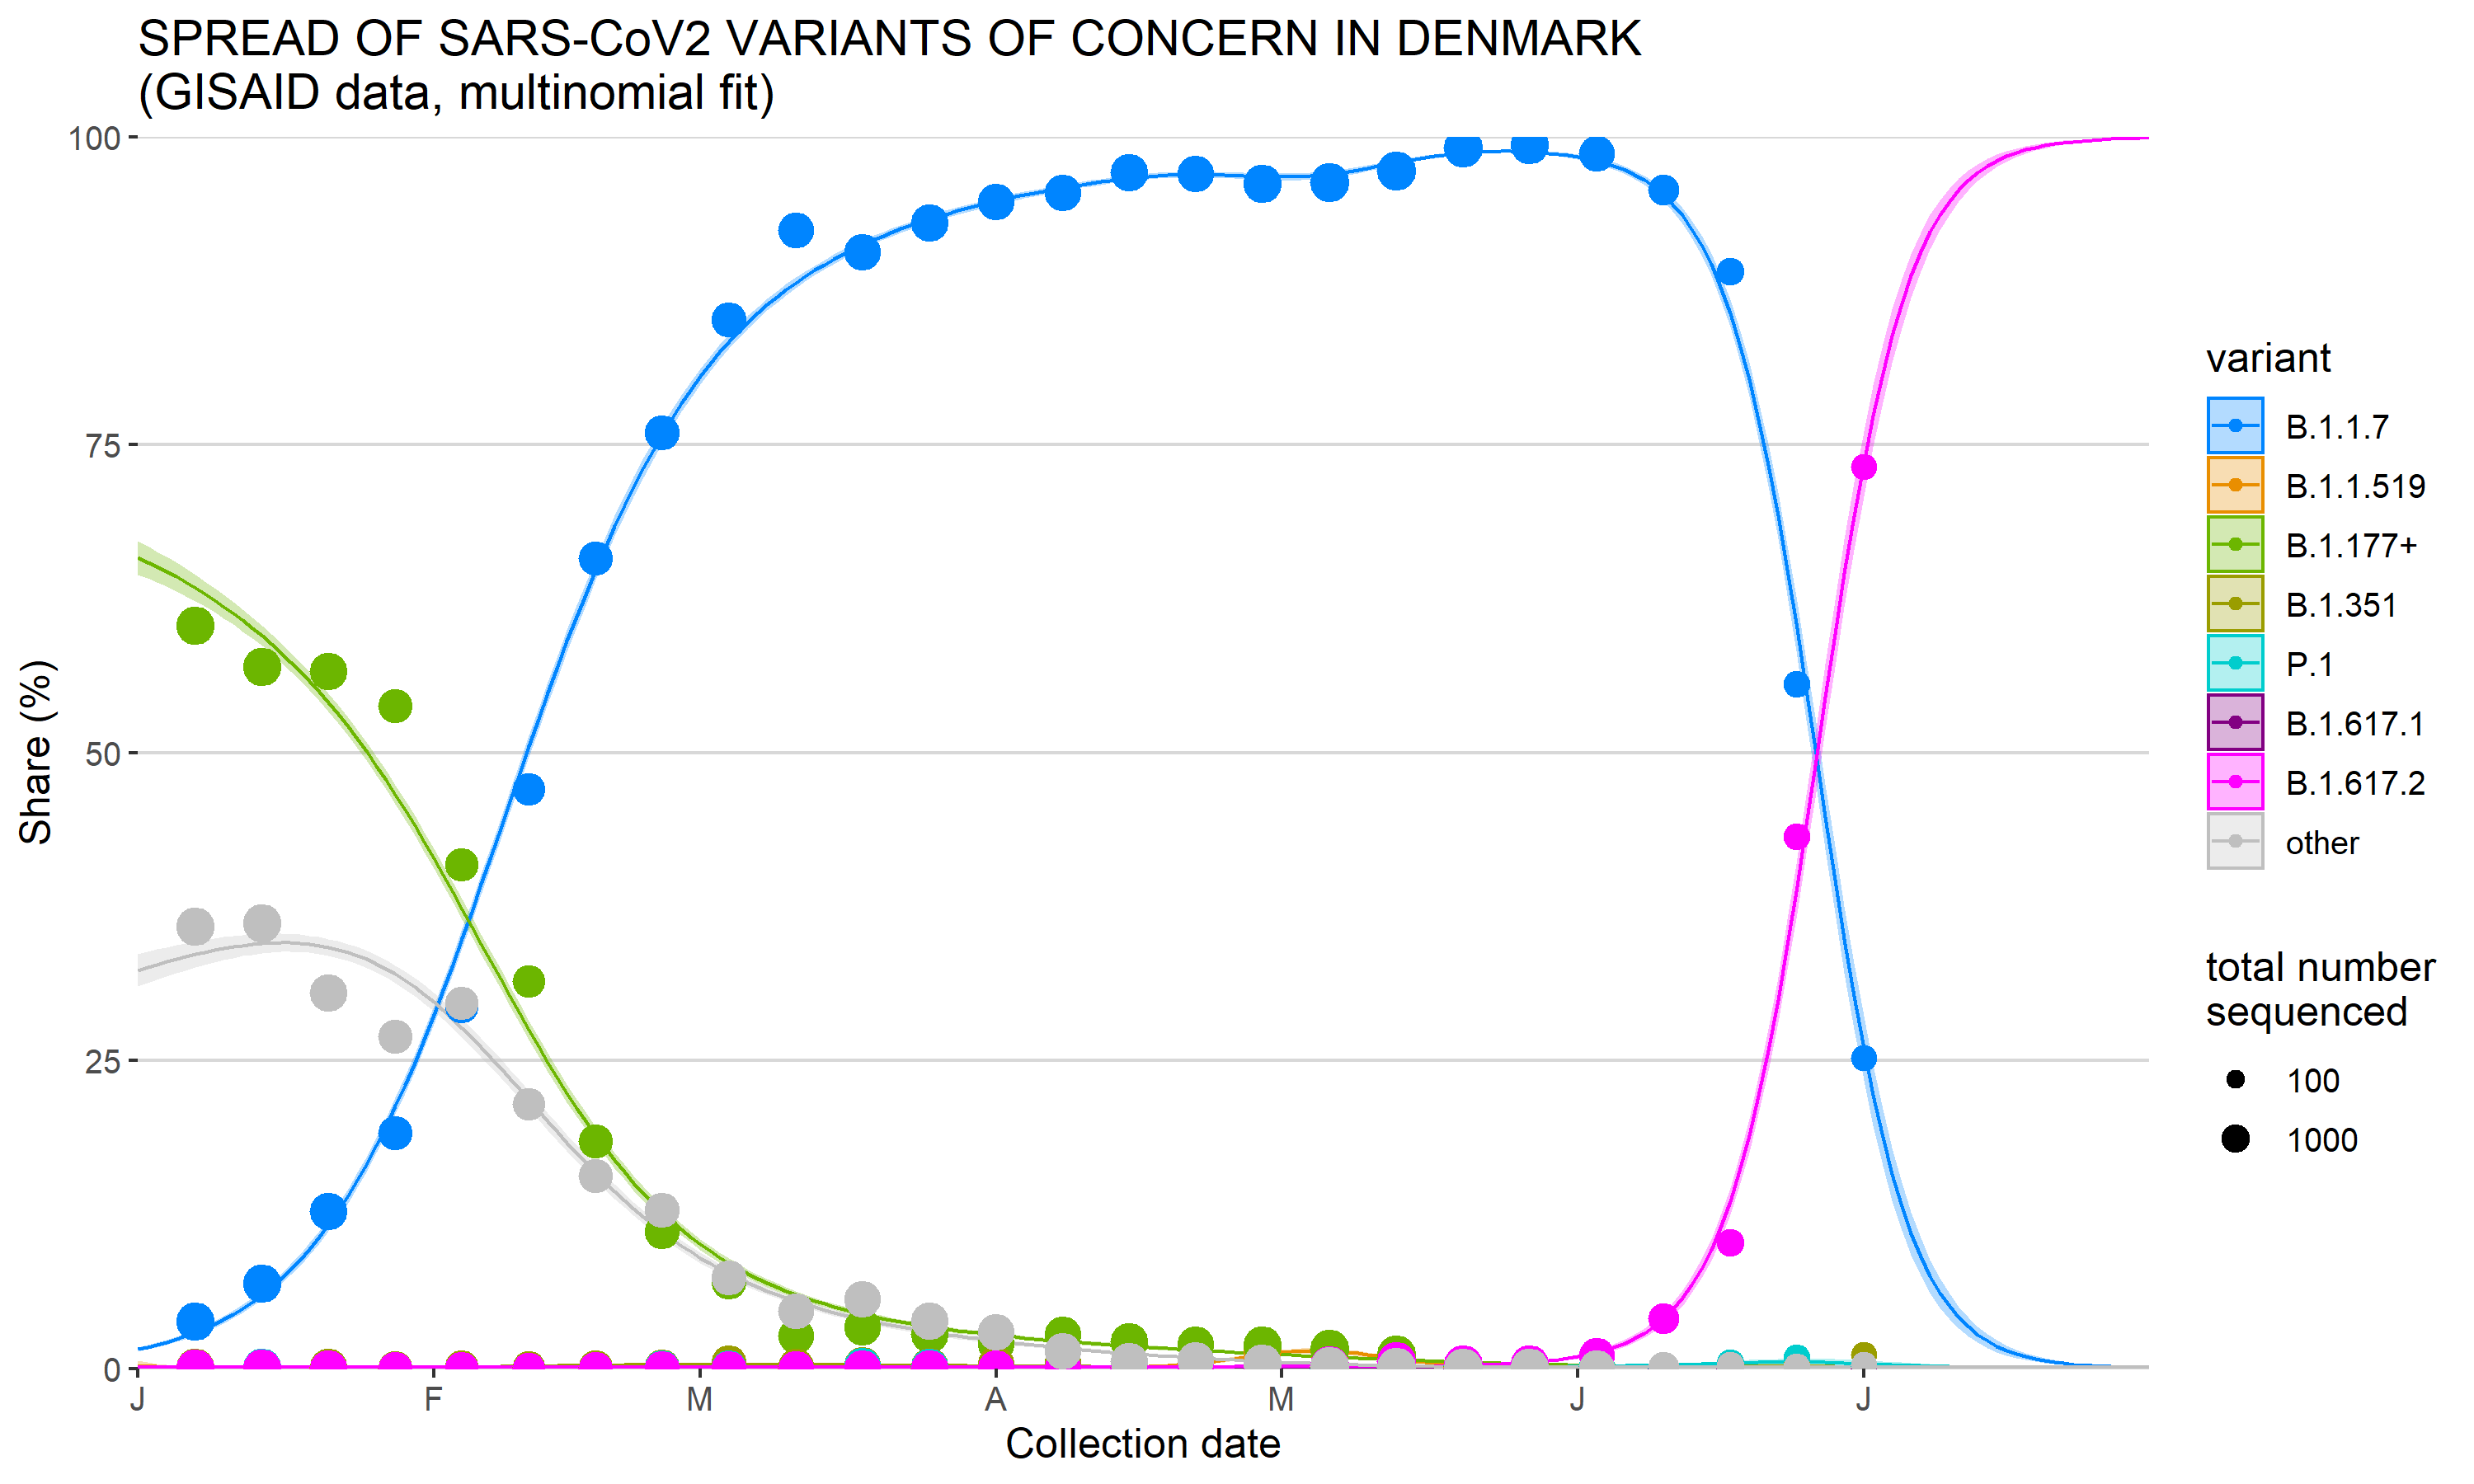 SPREAD OF SARS-CoV2 VARIANTS OF CONCERN IN DENMARK
(GISAID data, multinomial fit)
100
75
50
25
0
Share (%)
J
F
M
A
M
J
J
Collection date
variant
B.1.1.7
B.1.1.519
B.1.177+
B.1.351
P.1
B.1.617.1
B.1.617.2
other
total number
sequenced
100
1000